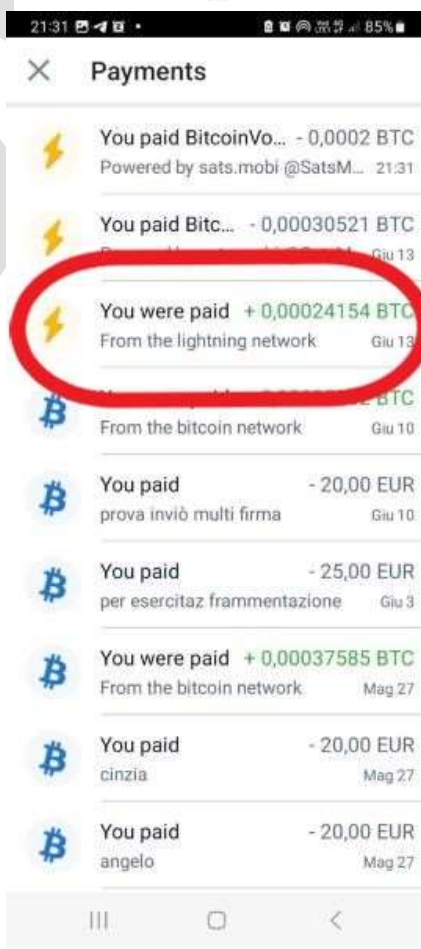 21:31
85%
Payments
You paid BitcoinVo... - 0,0002 BTC
Powered by sats.mobi @SatsM... 21:31
You paid Bitc... - 0,00030521 BTC
Giu 13
You were paid + 0,00024154 BTC
From the lightning network Giu 13
BTC
From the bitcoin network Giu 10
You paid - 20,00 EUR
prova inviò multi firma Giu 10
You paid - 25,00 EUR
per esercitaz frammentazione Giu 3
You were paid + 0,00037585 BTC
From the bitcoin network Mag 27
You paid - 20,00 EUR
cinzia Mag 27
You paid - 20,00 EUR
angelo Mag 27